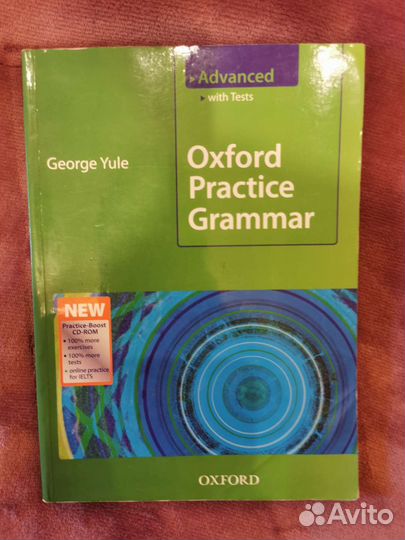 Advanced
with Tests
George Yule
Oxford
Practice
Grammar
NEW
Practice-Boost
CD-ROM
• 100% more
exercises
• 100% more
tests
• online practice
for IELTS
OXFORD
Avito